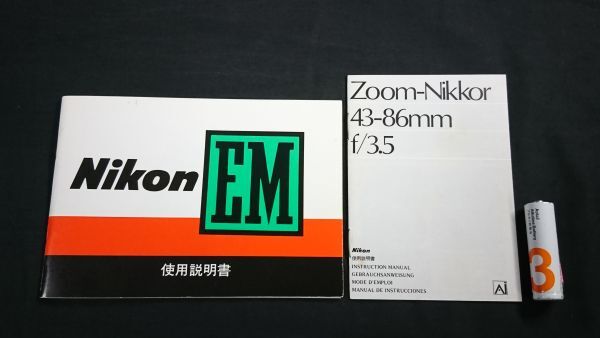 Nikon
EM
使用説明書
Zoom-Nikkor
43-86mm
f/3.5
Nikon
使用説明書
INSTRUCTION MANUAL
GEBRAUCHSANWEISUNG
MODE D'EMPLOI
MANUAL DE INSTRUCCIONES
Ai
3